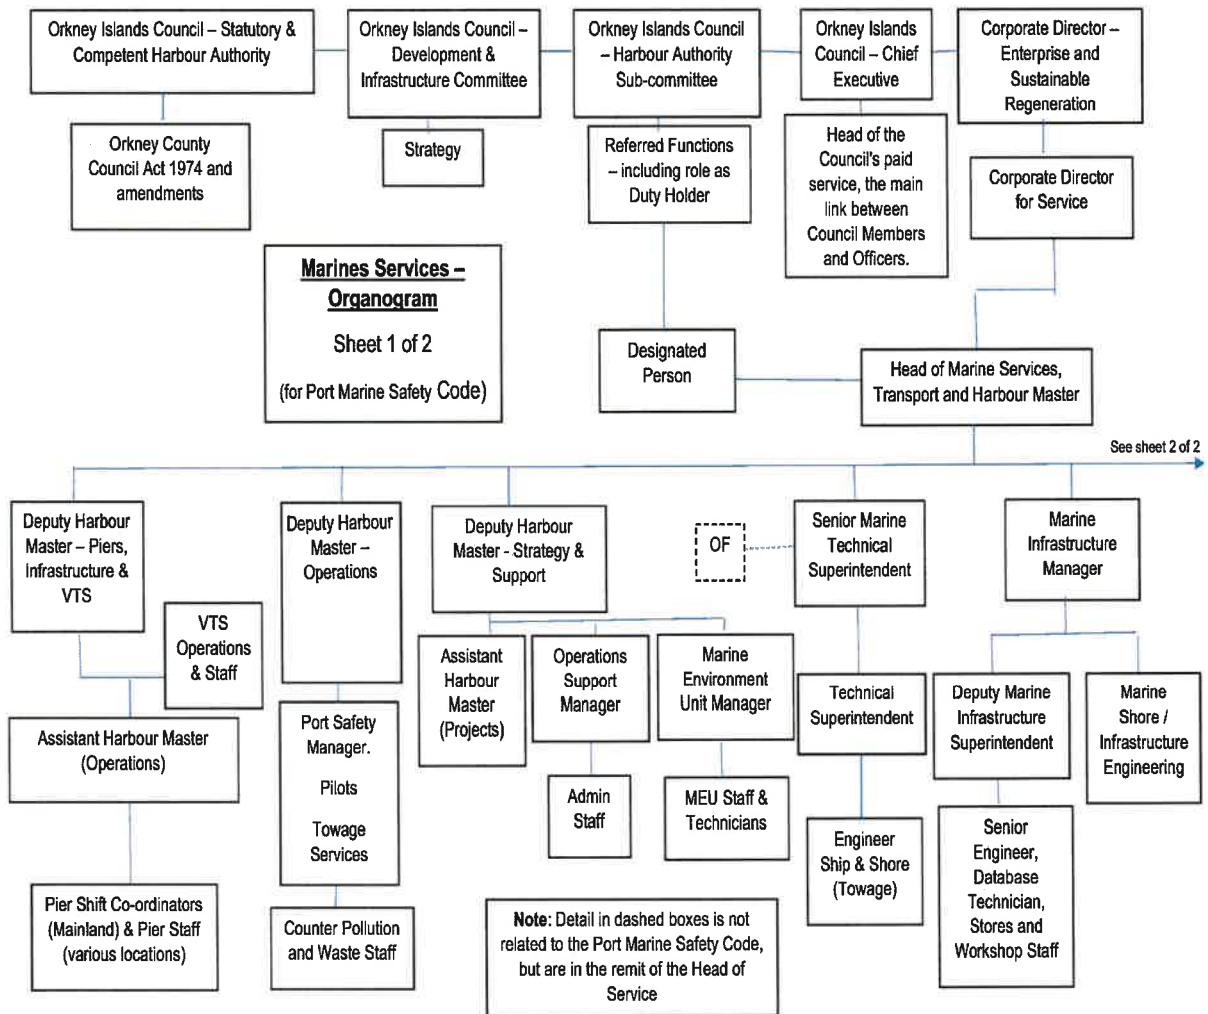 Orkney Islands Council – Statutory &
Competent Harbour Authority
Orkney Islands Council –
Development &
Infrastructure Committee
Orkney Islands Council
– Harbour Authority
Sub-committee
Orkney Islands
Council – Chief
Executive
Corporate Director –
Enterprise and
Sustainable
Regeneration
Orkney County
Council Act 1974 and
amendments
Strategy
Referred Functions
– including role as
Duty Holder
Head of the
Council's paid
service, the main
link between
Council Members
and Officers.
Corporate Director
for Service
Marines Services –
Organogram
Sheet 1 of 2
(for Port Marine Safety Code)
Designated
Person
Head of Marine Services,
Transport and Harbour Master
See sheet 2 of 2
Deputy Harbour
Master – Piers,
Infrastructure &
VTS
Deputy Harbour
Master –
Operations
Deputy Harbour
Master - Strategy &
Support
OF
Senior Marine
Technical
Superintendent
Marine
Infrastructure
Manager
VTS
Operations
& Staff
Assistant
Harbour
Master
(Projects)
Operations
Support
Manager
Marine
Environment
Unit Manager
Technical
Superintendent
Deputy Marine
Infrastructure
Superintendent
Marine
Shore /
Infrastructure
Engineering
Assistant Harbour Master
(Operations)
Port Safety
Manager.
Pilots
Towage
Services
Admin
Staff
MEU Staff &
Technicians
Engineer
Ship & Shore
(Towage)
Senior
Engineer,
Database
Technician,
Stores and
Workshop Staff
Pier Shift Co-ordinators
(Mainland) & Pier Staff
(various locations)
Counter Pollution
and Waste Staff
Note: Detail in dashed boxes is not
related to the Port Marine Safety Code,
but are in the remit of the Head of
Service